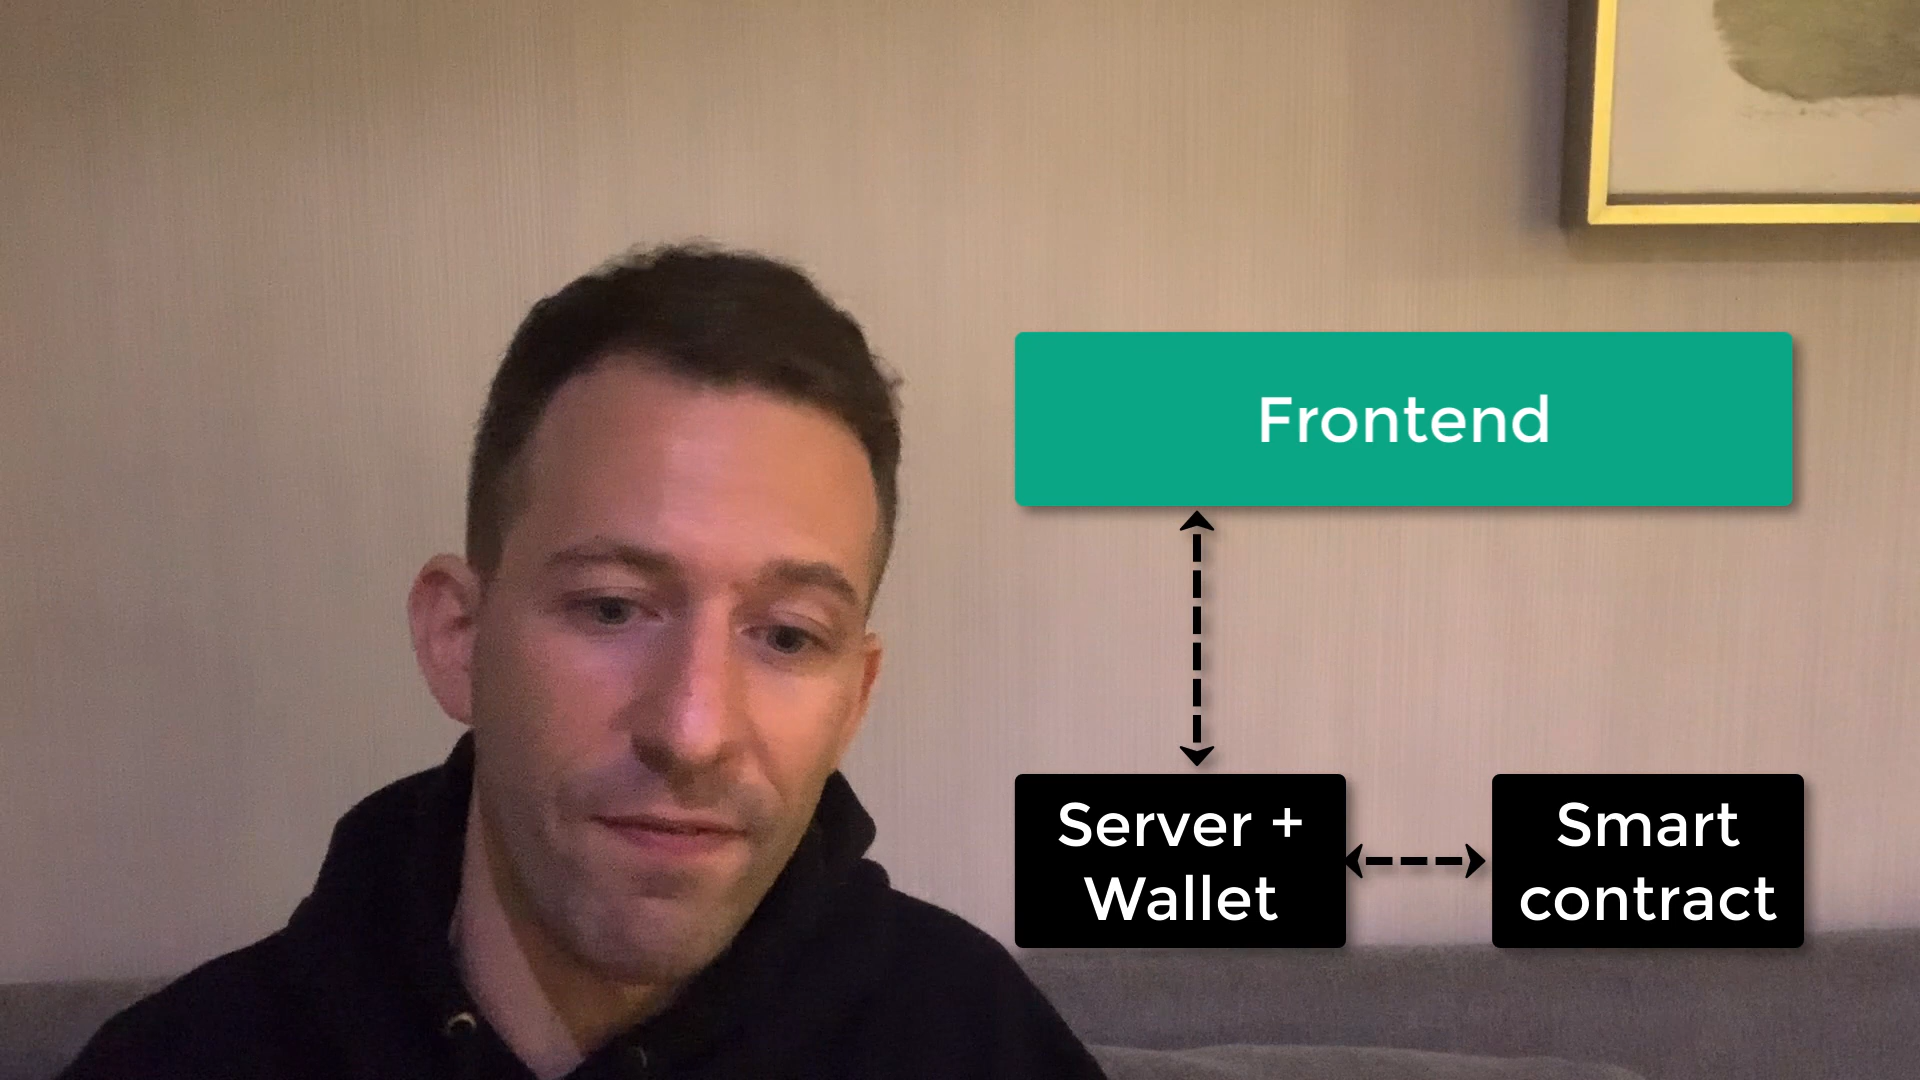 Frontend
Server +
Wallet
Smart
contract